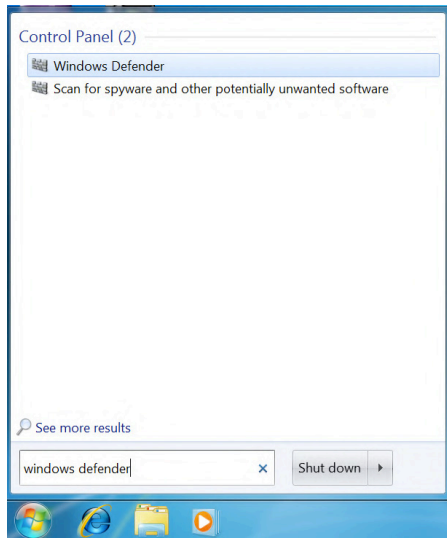 Control Panel (2)
Windows Defender
Scan for spyware and other potentially unwanted software
See more results
windows defender
Shut down